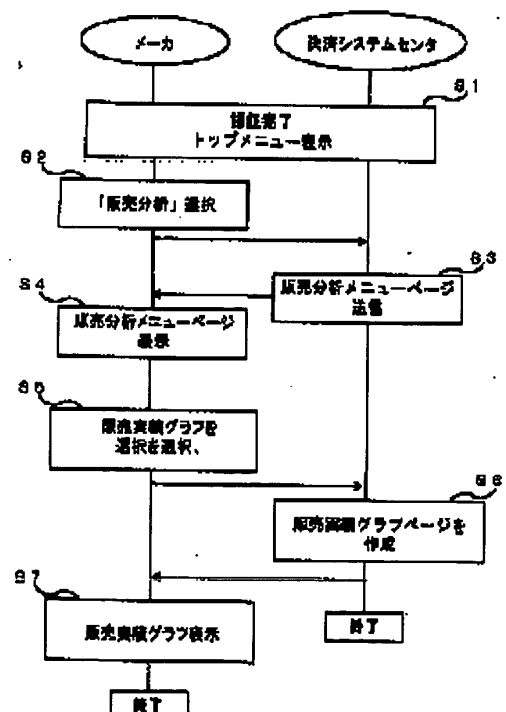 メーカ
決済システムセンタ
S1
認証完了
トップメニュー表示
S2
「販売分析」選択
S3
販売分析メニューページ
送信
S4
販売分析メニューページ
表示
S5
販売実績グラフを
選択を選択、
S6
販売実績グラフページを
作成
S7
販売実績グラフ表示
終了
終了